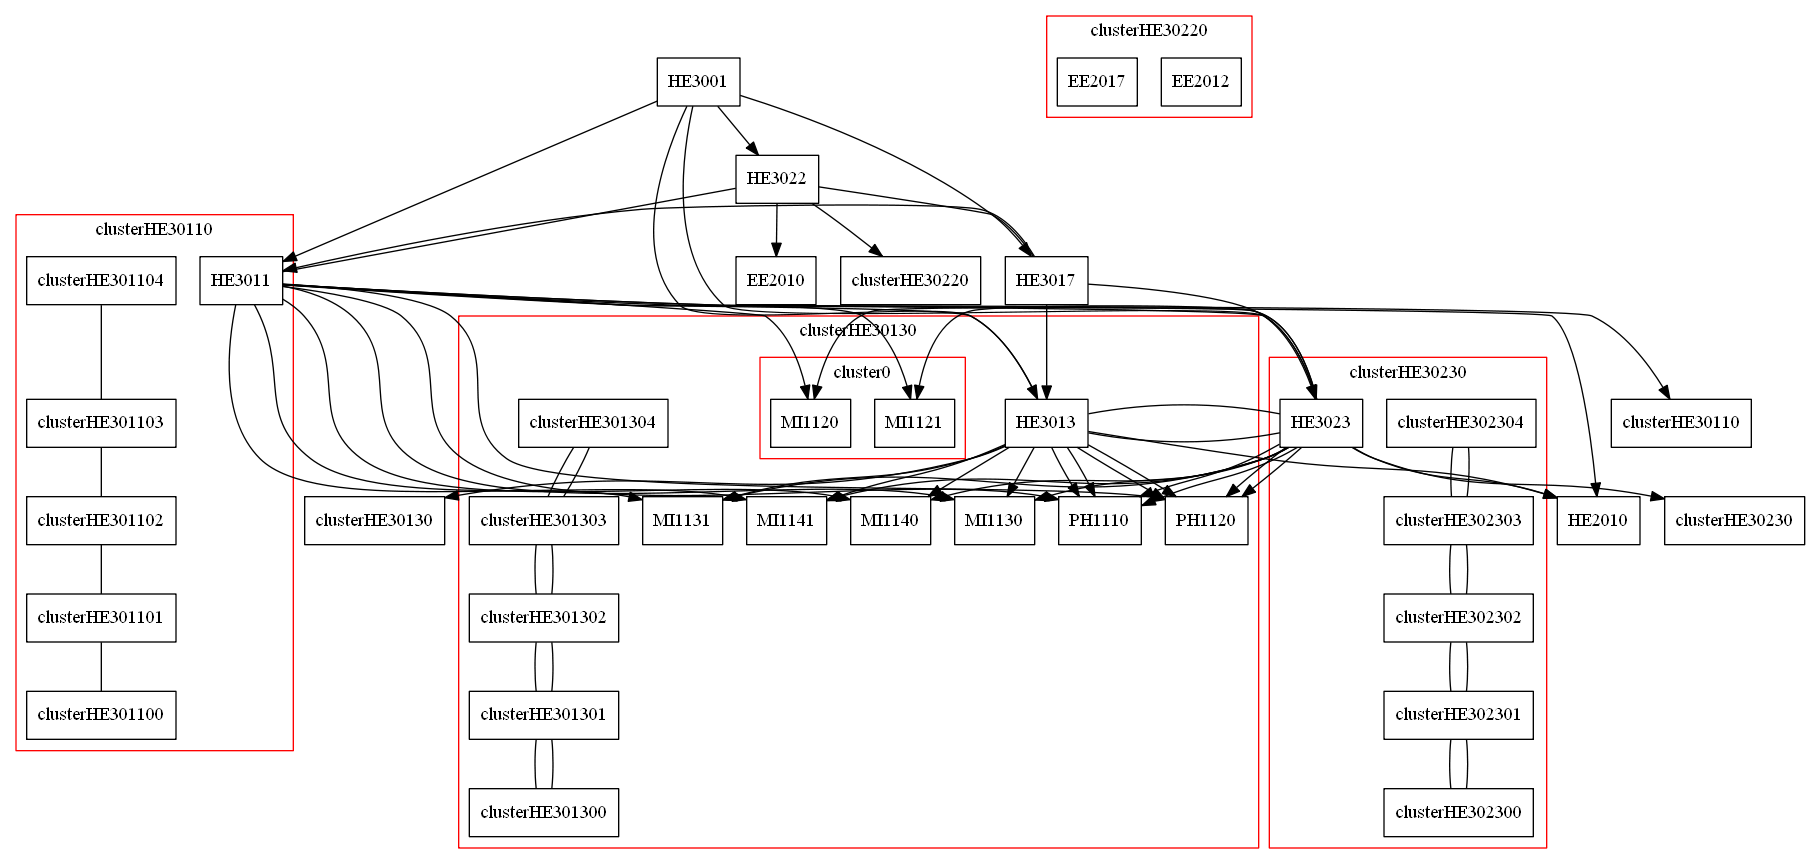 clusterHE30220
EE2017
EE2012
HE3001
HE3022
clusterHE30110
clusterHE301104
HE3011
EE2010
clusterHE30220
HE3017
clusterHE30130
cluster0
clusterHE30230
clusterHE301103
clusterHE301304
MI1120
MI1121
HE3013
HE3023
clusterHE302304
clusterHE30110
clusterHE301102
clusterHE30130
clusterHE301303
MI1131
MI1141
MI1140
MI1130
PH1110
PH1120
clusterHE302303
HE2010
clusterHE30230
clusterHE301101
clusterHE301302
clusterHE302302
clusterHE301100
clusterHE301301
clusterHE302301
clusterHE301300
clusterHE302300